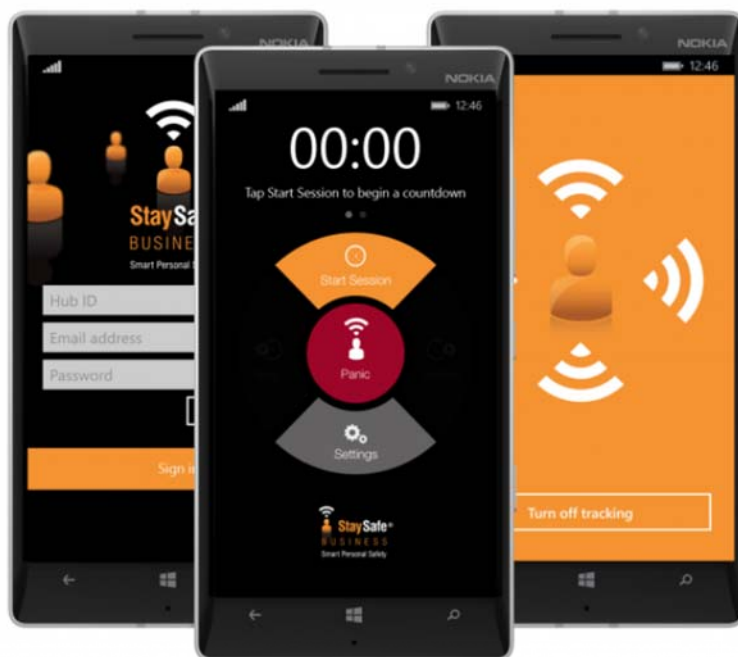 NOKIA
StaySa
BUSINE
Smart Personal S
Hub ID
Email address
Password
Sign i
NOKIA
12:46
00:00
Tap Start Session to begin a countdown
Start Session
Panic
Settings
StaySafe®
BUSINESS
Smart Personal Safety
NOKIA
12:46
Turn off tracking